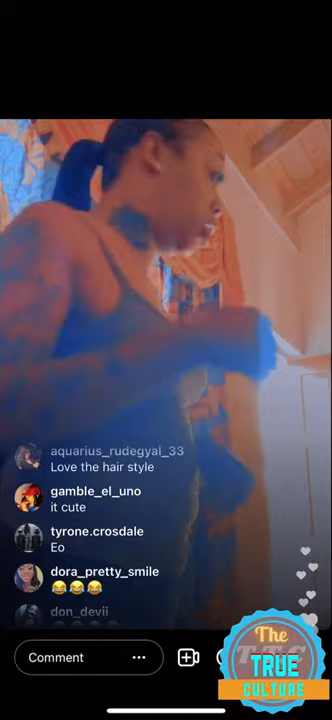 aquarius_rudegyal_33
Love the hair style
gamble_el_uno
it cute
tyrone.crosdale
Eo
dora_pretty_smile
😂😂😂
don_devii
Comment
The
TRUE
CULTURE